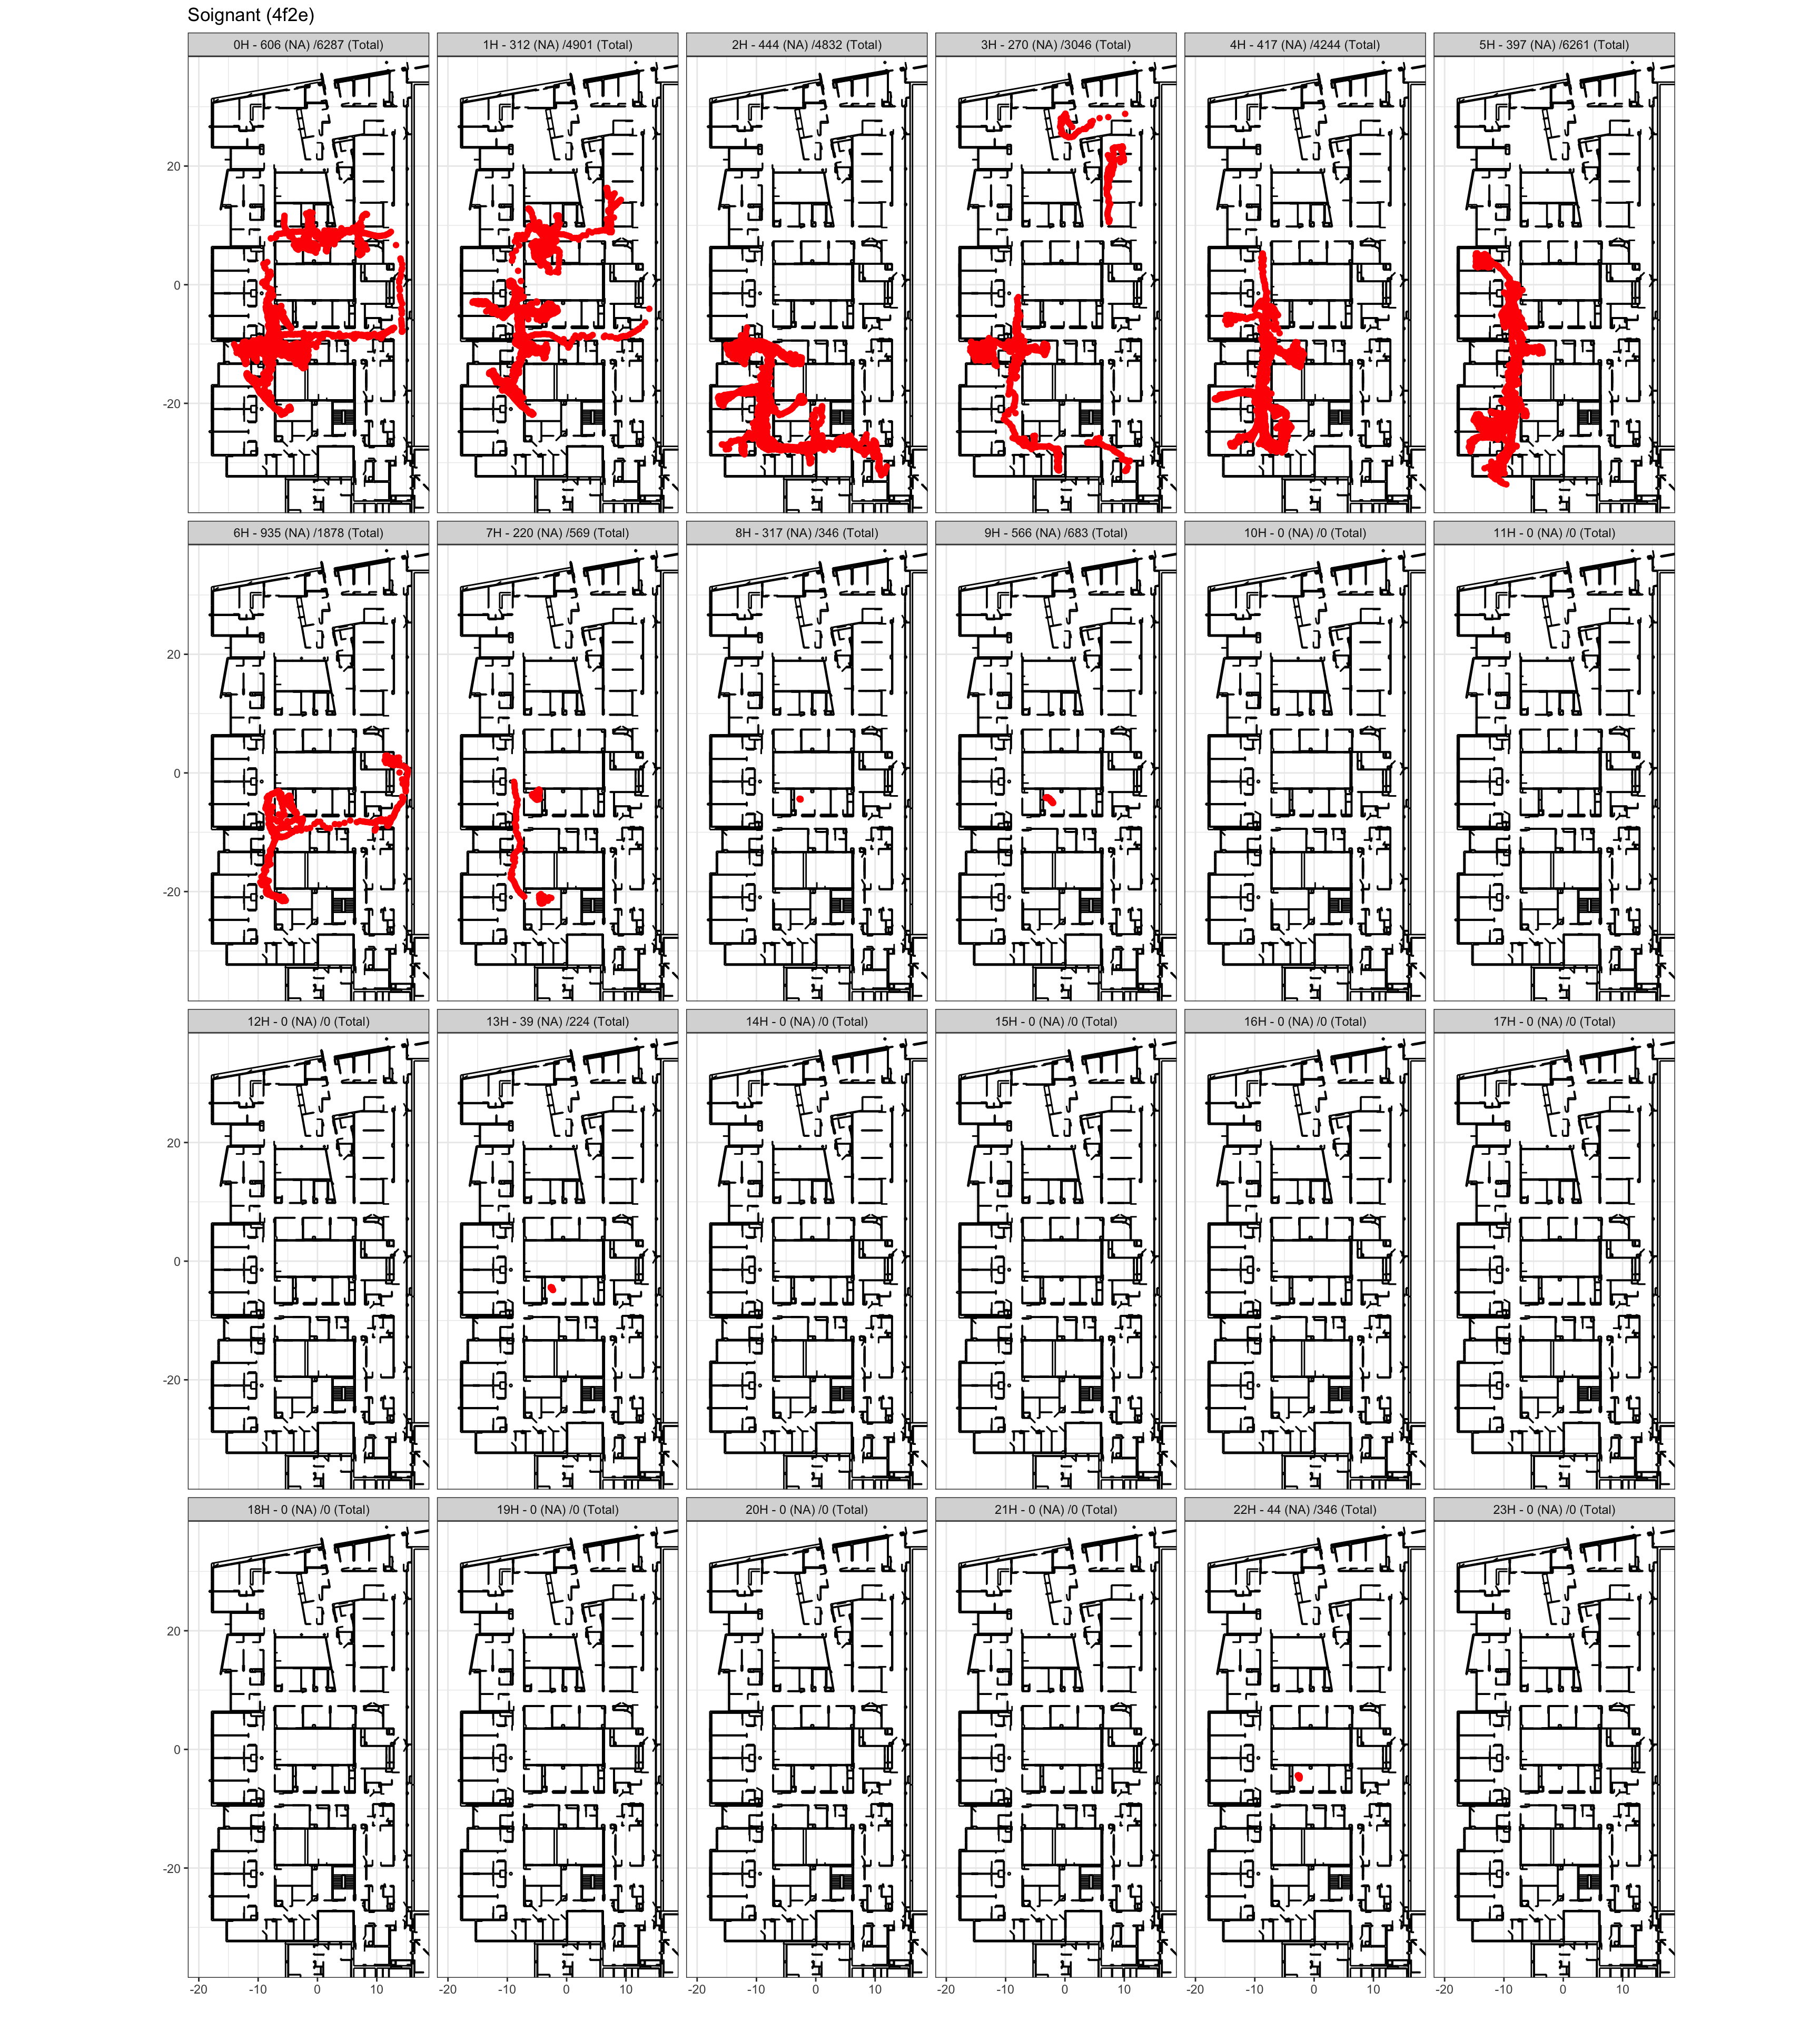 Soignant (4f2e)
0H - 606 (NA) /6287 (Total) 1H - 312 (NA) /4901 (Total) 2H - 444 (NA) /4832 (Total) 3H - 270 (NA) /3046 (Total) 4H - 417 (NA) /4244 (Total) 5H - 397 (NA) /6261 (Total)
20
0
-20
6H - 935 (NA) /1878 (Total) 7H - 220 (NA) /569 (Total) 8H - 317 (NA) /346 (Total) 9H - 566 (NA) /683 (Total) 10H - 0 (NA) /0 (Total) 11H - 0 (NA) /0 (Total)
20
0
-20
12H - 0 (NA) /0 (Total) 13H - 39 (NA) /224 (Total) 14H - 0 (NA) /0 (Total) 15H - 0 (NA) /0 (Total) 16H - 0 (NA) /0 (Total) 17H - 0 (NA) /0 (Total)
20
0
-20
18H - 0 (NA) /0 (Total) 19H - 0 (NA) /0 (Total) 20H - 0 (NA) /0 (Total) 21H - 0 (NA) /0 (Total) 22H - 44 (NA) /346 (Total) 23H - 0 (NA) /0 (Total)
20
0
-20
-20 -10 0 10 -20 -10 0 10 -20 -10 0 10 -20 -10 0 10 -20 -10 0 10 -20 -10 0 10